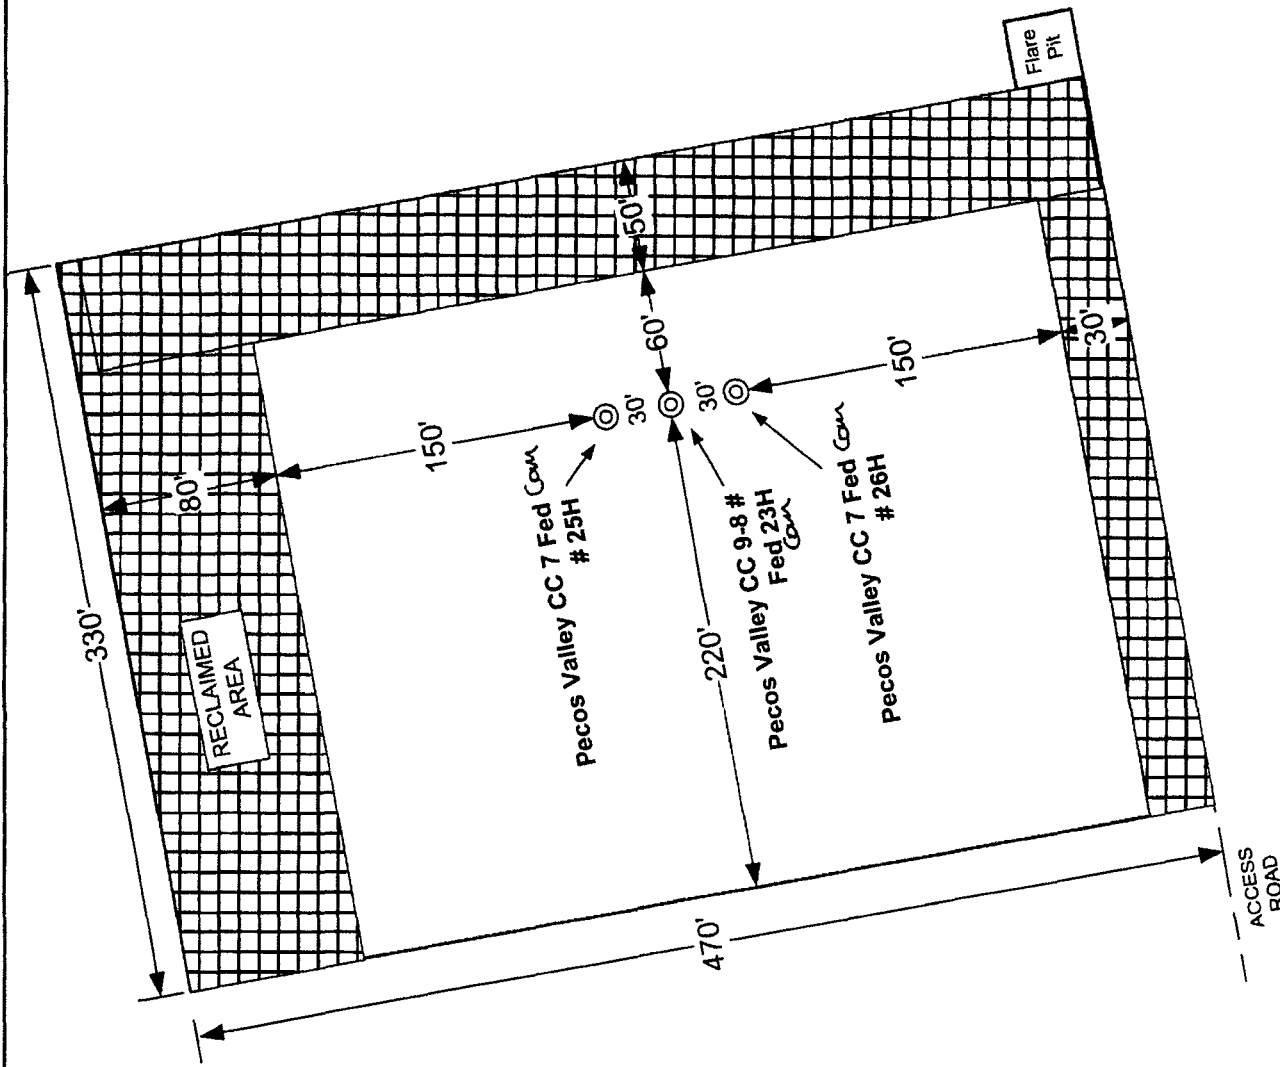 Flare
Pit
330'
80'
50'
RECLAIMED
AREA
150'
60'
30'
30'
150'
30'
Pecos Valley CC 7 Fed Com
# 25H
Pecos Valley CC 9-8 #
Fed 23H
Com
Pecos Valley CC 7 Fed Com
# 26H
220'
470'
ACCESS
ROAD